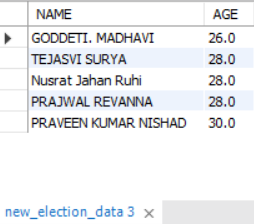 NAME AGE
GODDETI. MADHAVI 26.0
TEJASVI SURYA 28.0
Nusrat Jahan Ruhi 28.0
PRAJWAL REVANNA 28.0
PRAVEEN KUMAR NISHAD 30.0
new_election_data 3